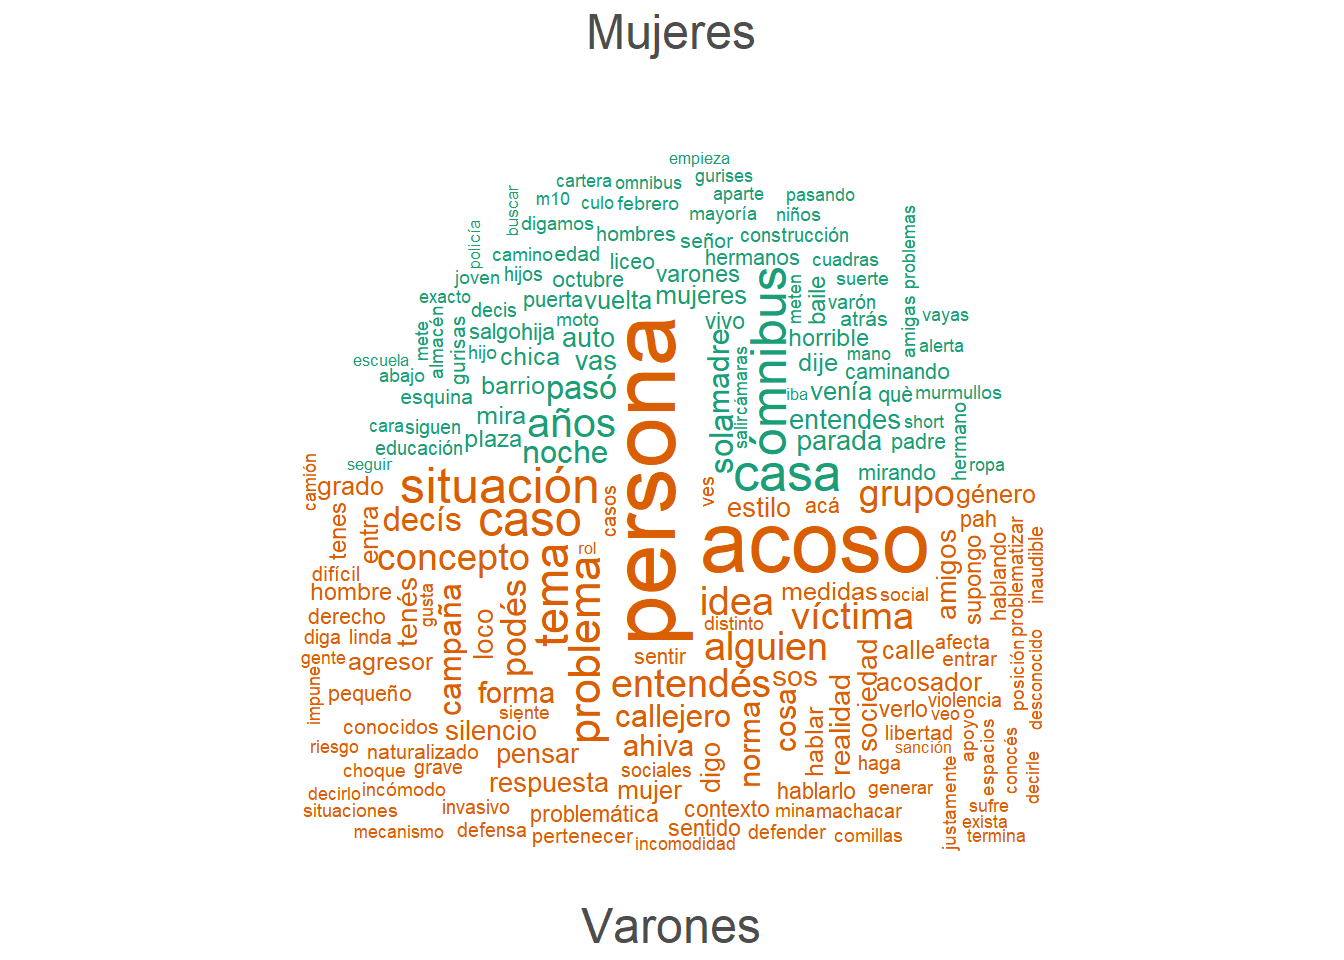 Mujeres
empieza
gurises
cartera
omnibus
aparte
pasando
buscar
m10
culo
febrero
mayoría
niños
problemas
policía
digamos
hombres
señor
construcción
camino
edad
liceo
hermanos
cuadras
joven
hijos
octubre
varones
suerte
exacto
puerta
vuelta
mujeres
ómnibus
meten
baile
varón
mete
almacén
gurisas
decis
moto
vivo
atrás
amigas
vayas
salgo
hija
auto
horrible
alerta
escuela
hijo
chica
vas
persona
madre
cámaras
dije
mano
caminando
abajo
barrio
pasó
sola
iba
venía
què
murmullos
esquina
mira
años
salir
entendes
short
hermano
cara
siguen
plaza
noche
parada
padre
educación
seguir
casa
mirando
ropa
camión
grado
situación
casos
ves
estilo
acá
grupo
género
tenes
entra
decís
caso
acoso
pah
concepto
rol
amigos
supongo
hablando
problematizar
inaudible
difícil
hombre
tenés
gusta
campaña
loco
podés
tema
problema
idea
medidas
social
derecho
distinto
víctima
diga
linda
sentir
alguien
calle
afecta
gente
agresor
sociedad
entrar
posición
desconocido
impune
pequeño
forma
entendés
sos
acosador
siente
cosa
realidad
verlo
violencia
conocidos
silencio
callejero
norma
hablar
libertad
veo
apoyo
riesgo
naturalizado
pensar
ahiva
digo
sanción
espacios
conocés
choque
grave
sociales
haga
decirle
decirlo
incómodo
respuesta
mujer
hablarlo
generar
justamente
situaciones
invasivo
problemática
contexto
mina
machacar
sufre
exista
mecanismo
defensa
pertenecer
sentido
defender
comillas
termina
incomodidad
Varones